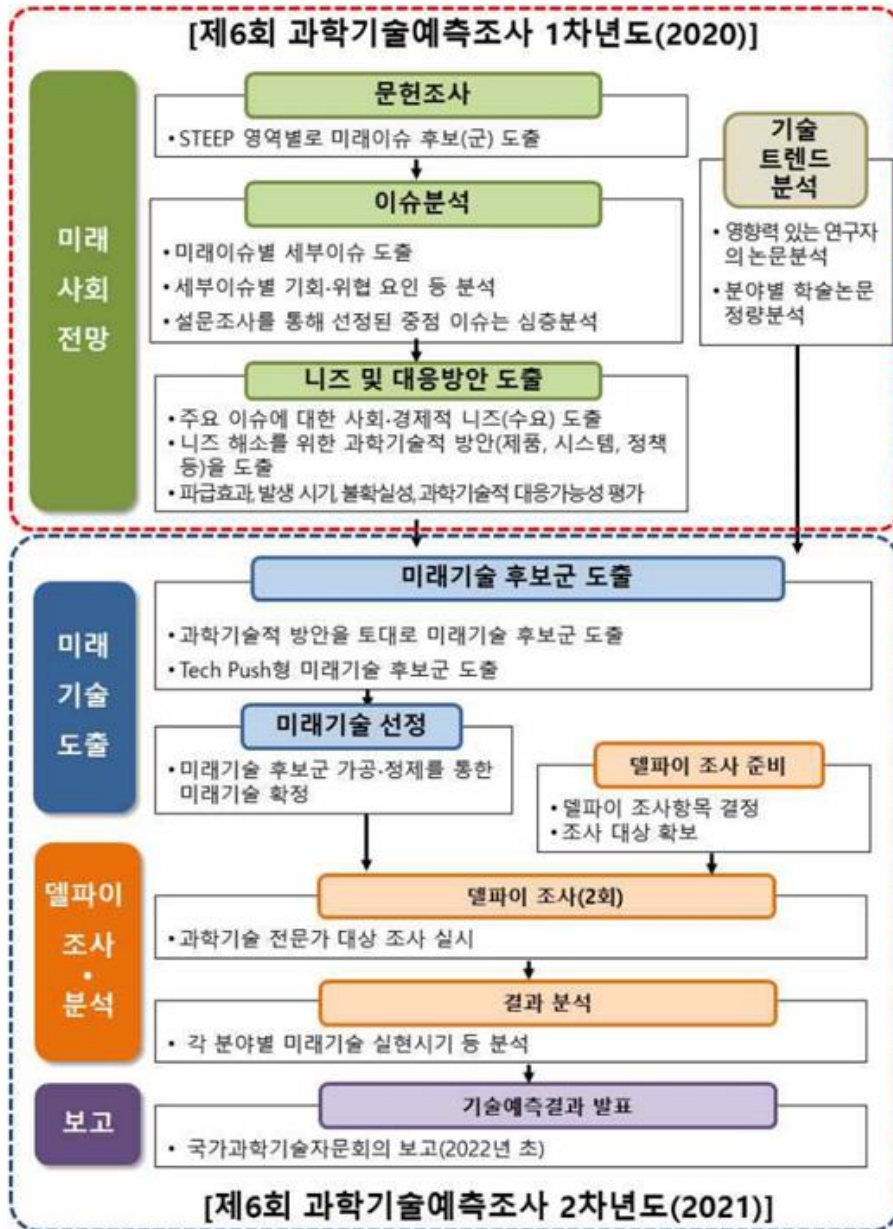 [제6회 과학기술예측조사 1차년도(2020)]
미래
사회
전망
문헌조사
• STEEP 영역별로 미래이슈 후보(군) 도출
이슈분석
• 미래이슈별 세부이슈 도출
• 세부이슈별 기회·위협 요인 등 분석
• 설문조사를 통해 선정된 중점 이슈는 심층분석
니즈 및 대응방안 도출
• 주요 이슈에 대한 사회·경제적 니즈(수요) 도출
• 니즈 해소를 위한 과학기술적 방안(제품, 시스템, 정책
등)을 도출
• 파급효과, 발생 시기, 불확실성, 과학기술적 대응가능성 평가
기술
트렌드
분석
• 영향력 있는 연구자
의 논문분석
• 분야별 학술논문
정량분석
미래
기술
도출
미래기술 후보군 도출
• 과학기술적 방안을 토대로 미래기술 후보군 도출
• Tech Push형 미래기술 후보군 도출
미래기술 선정
• 미래기술 후보군 가공·정제를 통한
미래기술 확정
델파이 조사 준비
• 델파이 조사항목 결정
• 조사 대상 확보
델파이
조사
•
분석
델파이 조사(2회)
• 과학기술 전문가 대상 조사 실시
결과 분석
• 각 분야별 미래기술 실현시기 등 분석
보고
기술예측결과 발표
• 국가과학기술자문회의 보고(2022년 초)
[제6회 과학기술예측조사 2차년도(2021)]